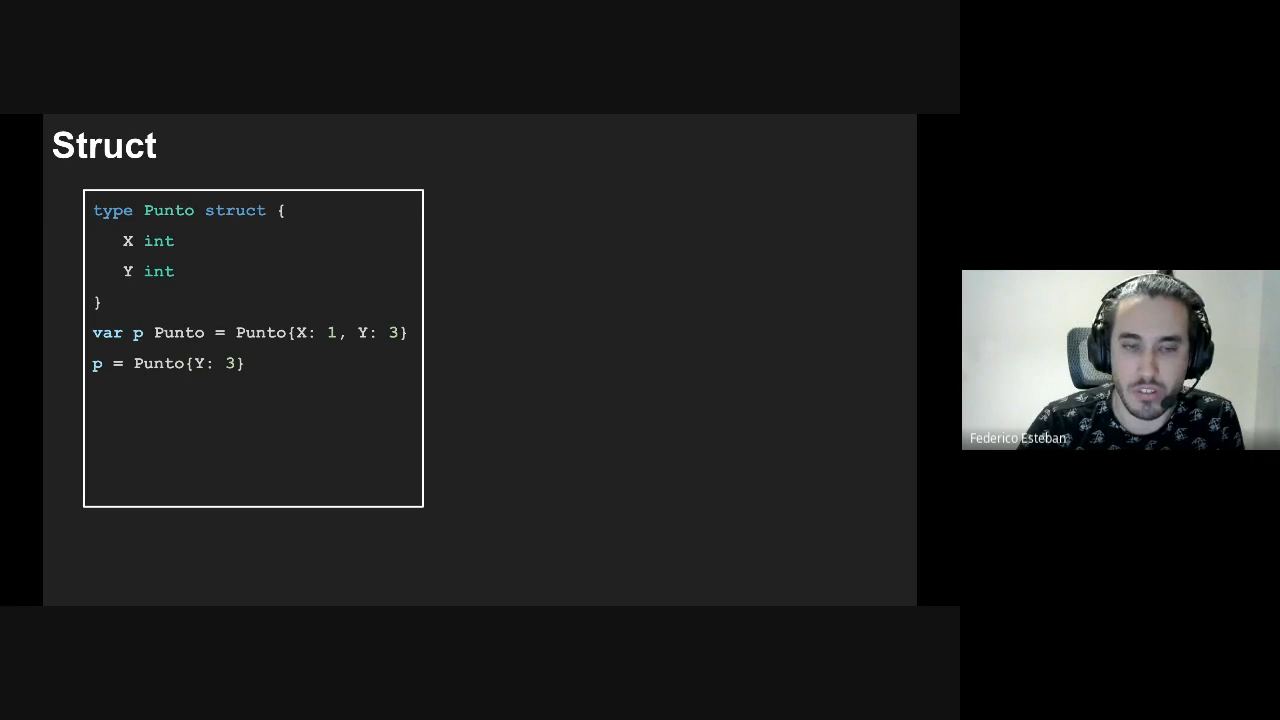 Struct
type Punto struct {
   X int
   Y int
}
var p Punto = Punto{X: 1, Y: 3}
p = Punto{Y: 3}
Federico Esteban